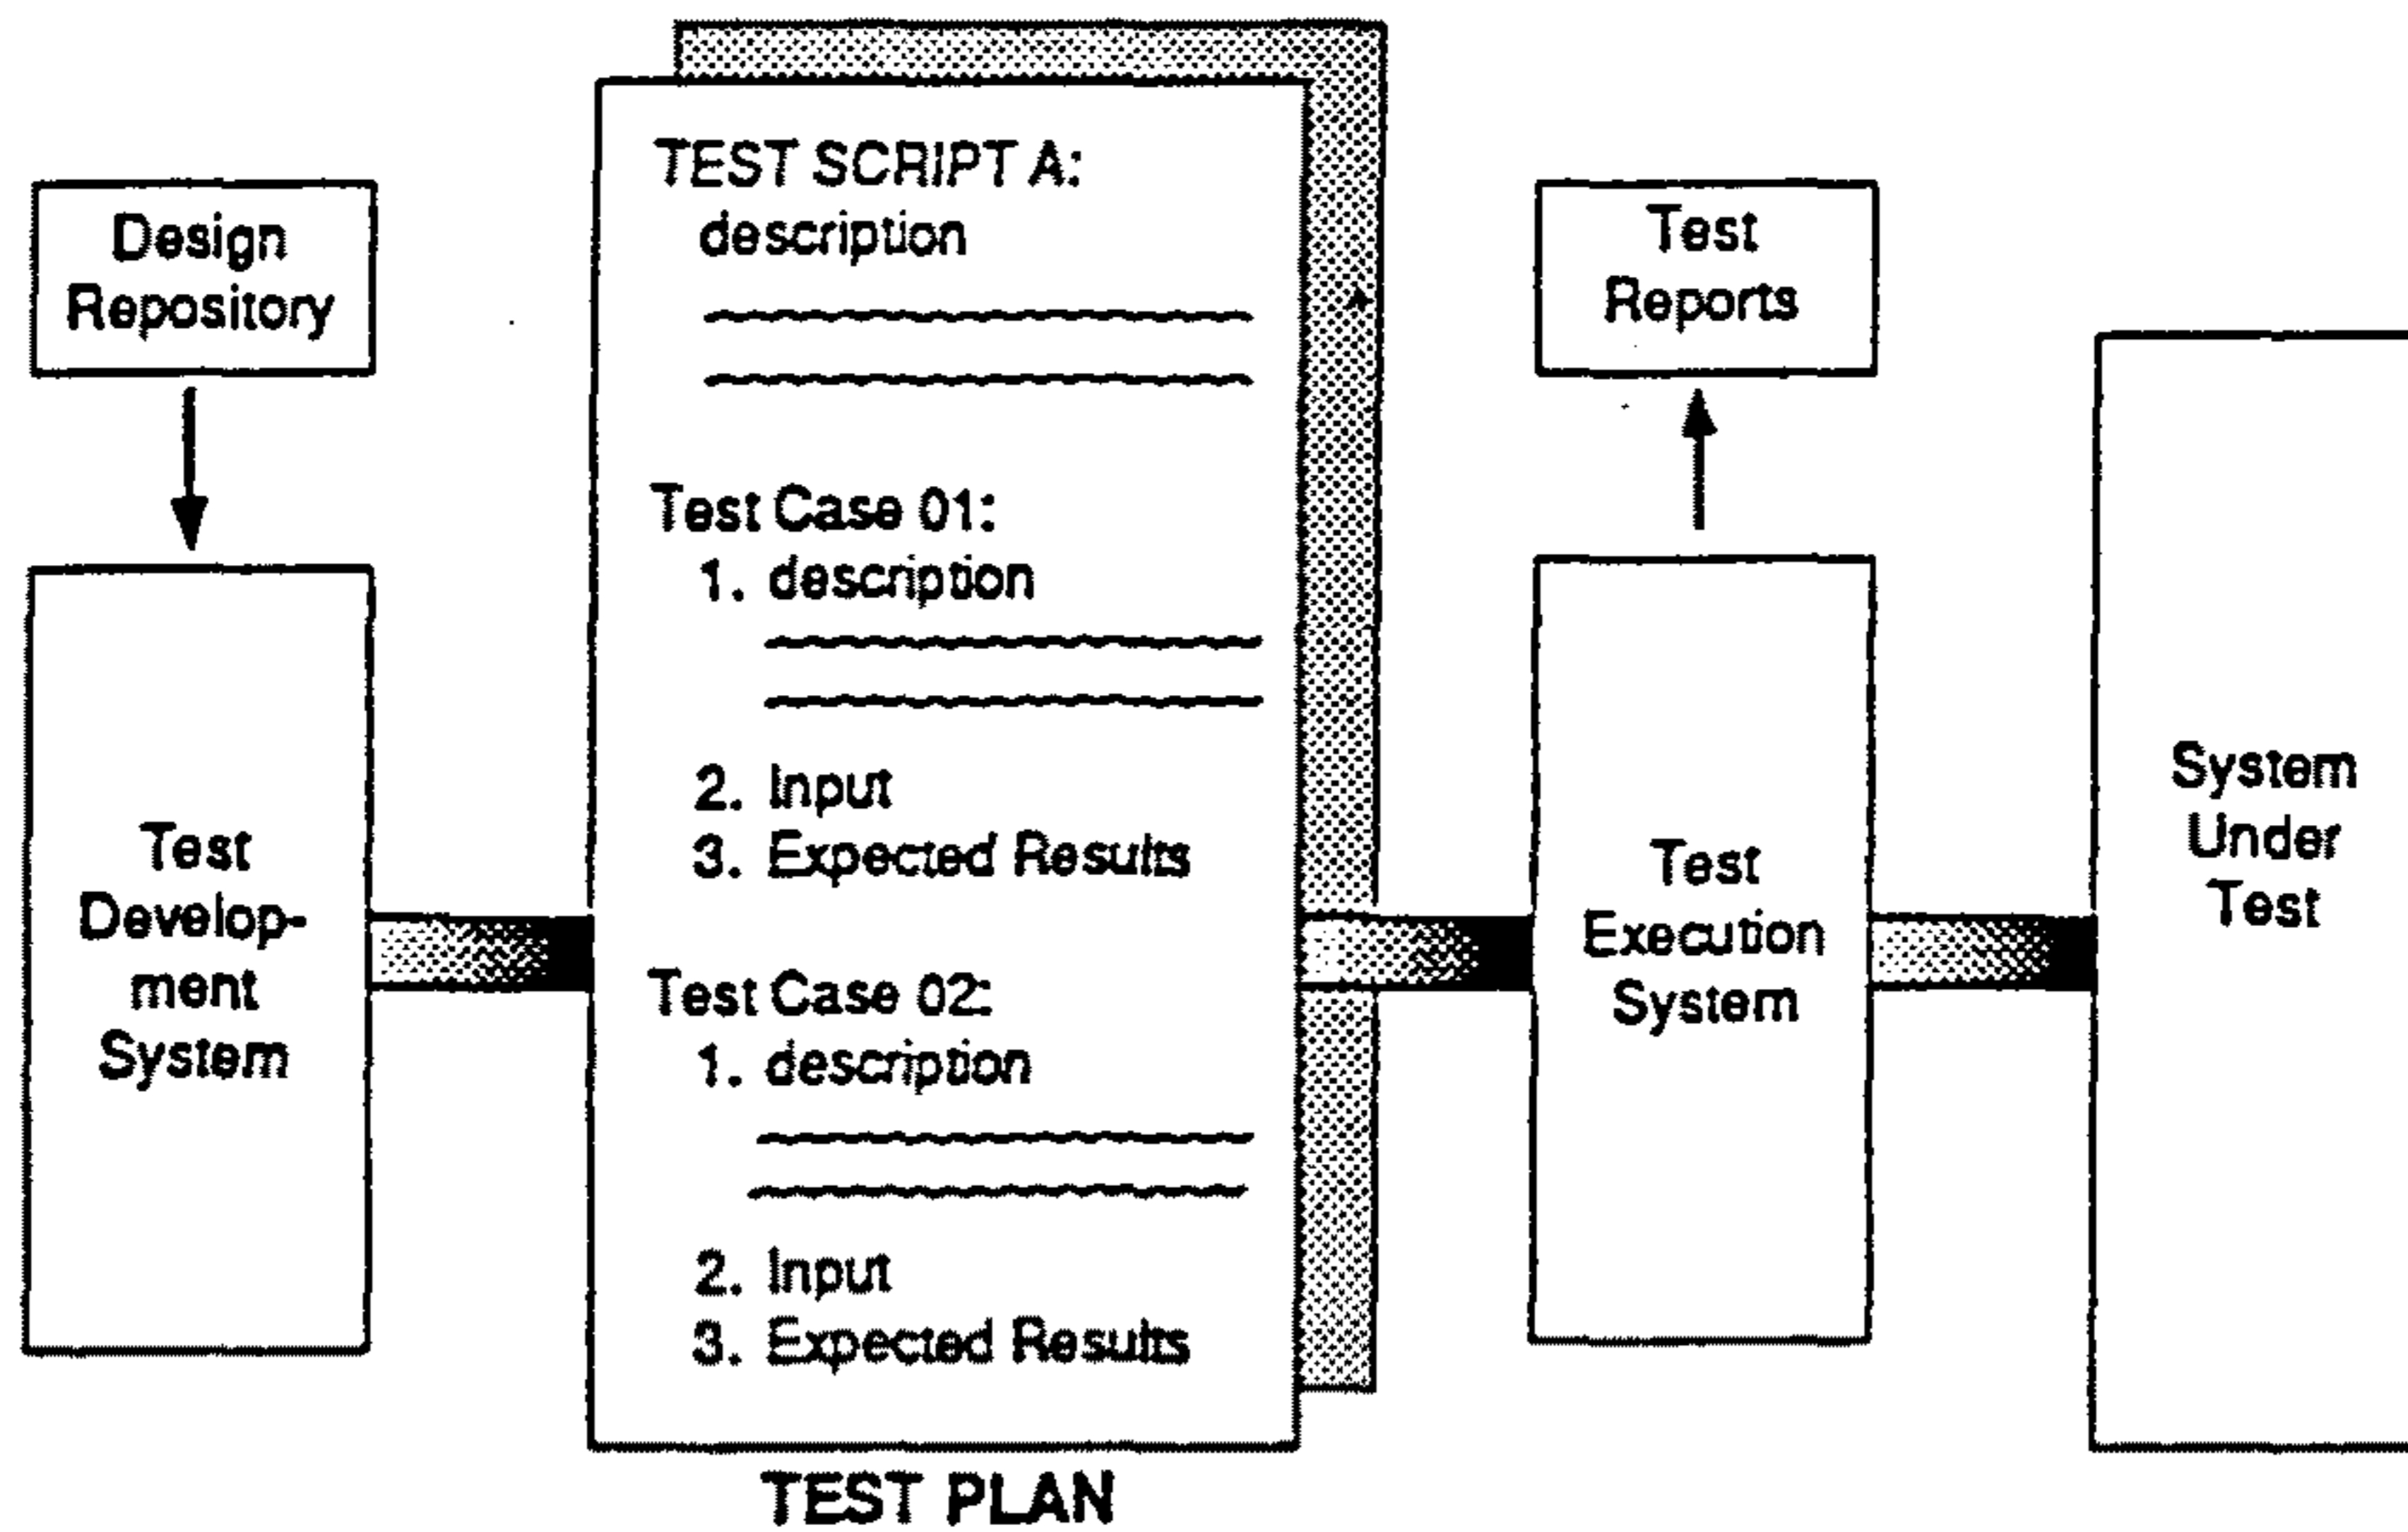 Design
Repository
Test
Develop-
ment
System
TEST SCRIPT A:
description
Test Case 01:
1. description
2. Input
3. Expected Results
Test Case 02:
1. description
2. Input
3. Expected Results
TEST PLAN
Test
Reports
Test
Execution
System
System
Under
Test